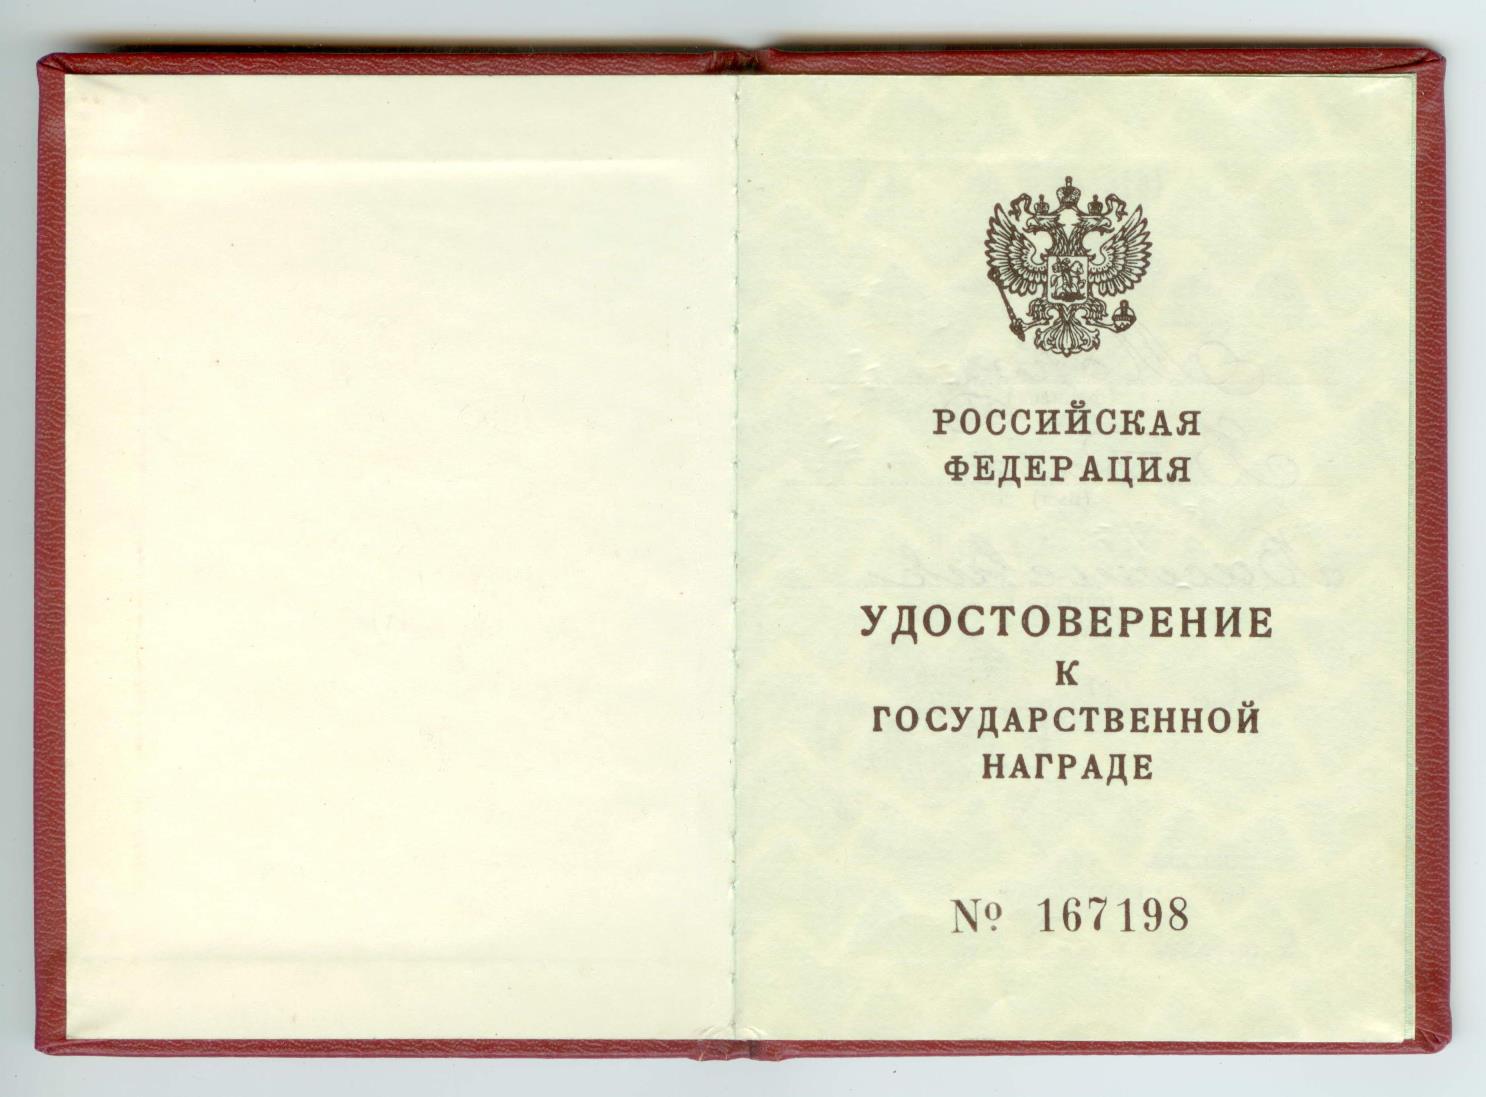 РОССИЙСКАЯ
ФЕДЕРАЦИЯ
УДОСТОВЕРЕНИЕ
К
ГОСУДАРСТВЕННОЙ
НАГРАДЕ
№ 167198